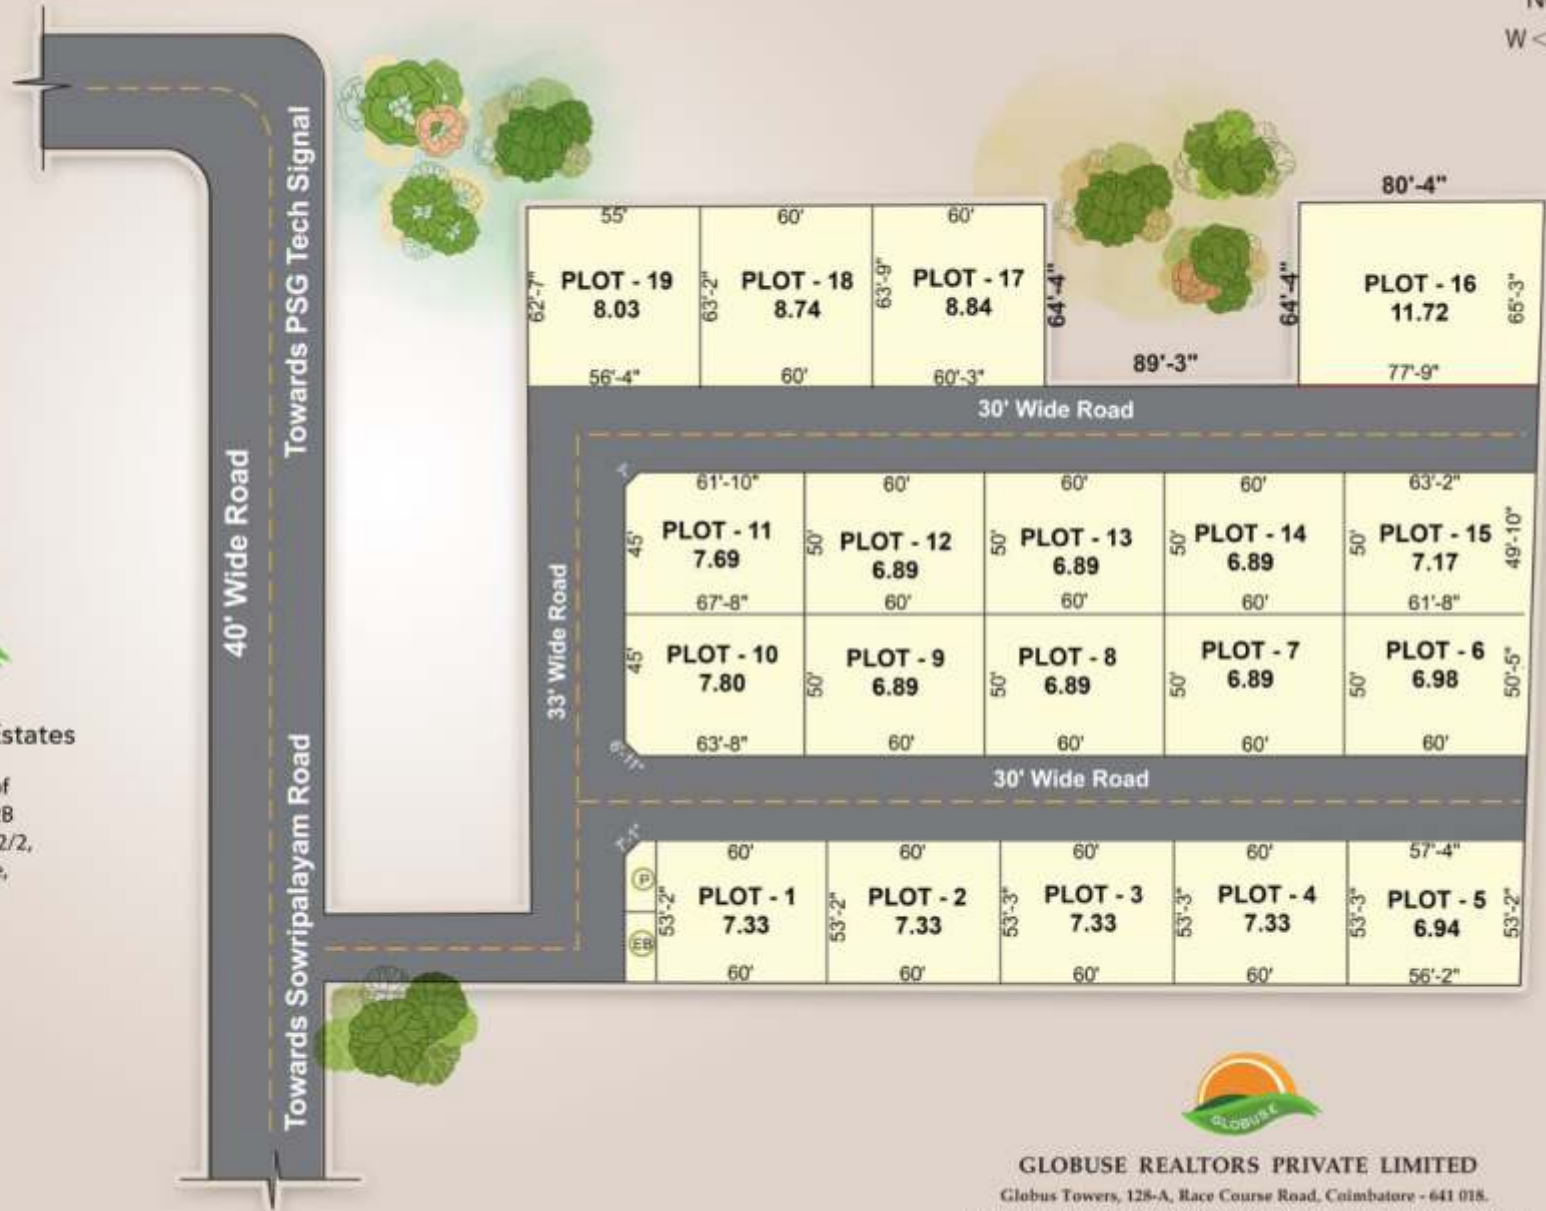 N
W <
80'-4"
55'
60'
60'
62'-7"
PLOT - 19
8.03
63'-2"
PLOT - 18
8.74
63'-9"
PLOT - 17
8.84
64'-4"
64'-4"
PLOT - 16
11.72
65'-3"
56'-4"
60'
60'-3"
89'-3"
77'-9"
30' Wide Road
Towards PSG Tech Signal
40' Wide Road
33' Wide Road
61'-10"
60'
60'
60'
63'-2"
45'
PLOT - 11
7.69
50'
PLOT - 12
6.89
50'
PLOT - 13
6.89
50'
PLOT - 14
6.89
50'
PLOT - 15
7.17
49'-10"
67'-8"
60'
60'
60'
61'-8"
45'
PLOT - 10
7.80
50'
PLOT - 9
6.89
50'
PLOT - 8
6.89
50'
PLOT - 7
6.89
50'
PLOT - 6
6.98
50'-5"
63'-8"
60'
60'
60'
60'
6'-11"
30' Wide Road
Estates
of
2/2,
Towards Sowripalayam Road
7'-1"
60'
60'
60'
60'
57'-4"
P
EB
53'-2"
PLOT - 1
7.33
53'-2"
PLOT - 2
7.33
53'-3"
PLOT - 3
7.33
53'-3"
PLOT - 4
7.33
53'-3"
PLOT - 5
6.94
53'-2"
60'
60'
60'
60'
56'-2"
GLOBUS.E
GLOBUSE REALTORS PRIVATE LIMITED
Globus Towers, 128-A, Race Course Road, Coimbatore - 641 018.